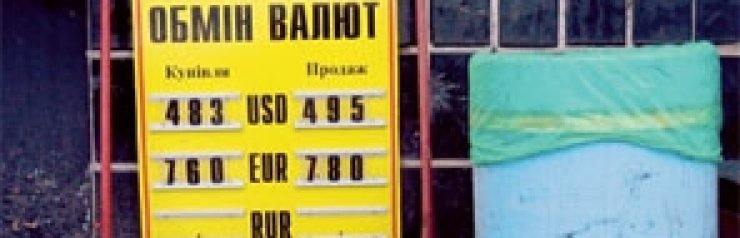 ОБМІН ВАЛЮТ
Купівля Продаж
483 USD 495
760 EUR 780
RUR